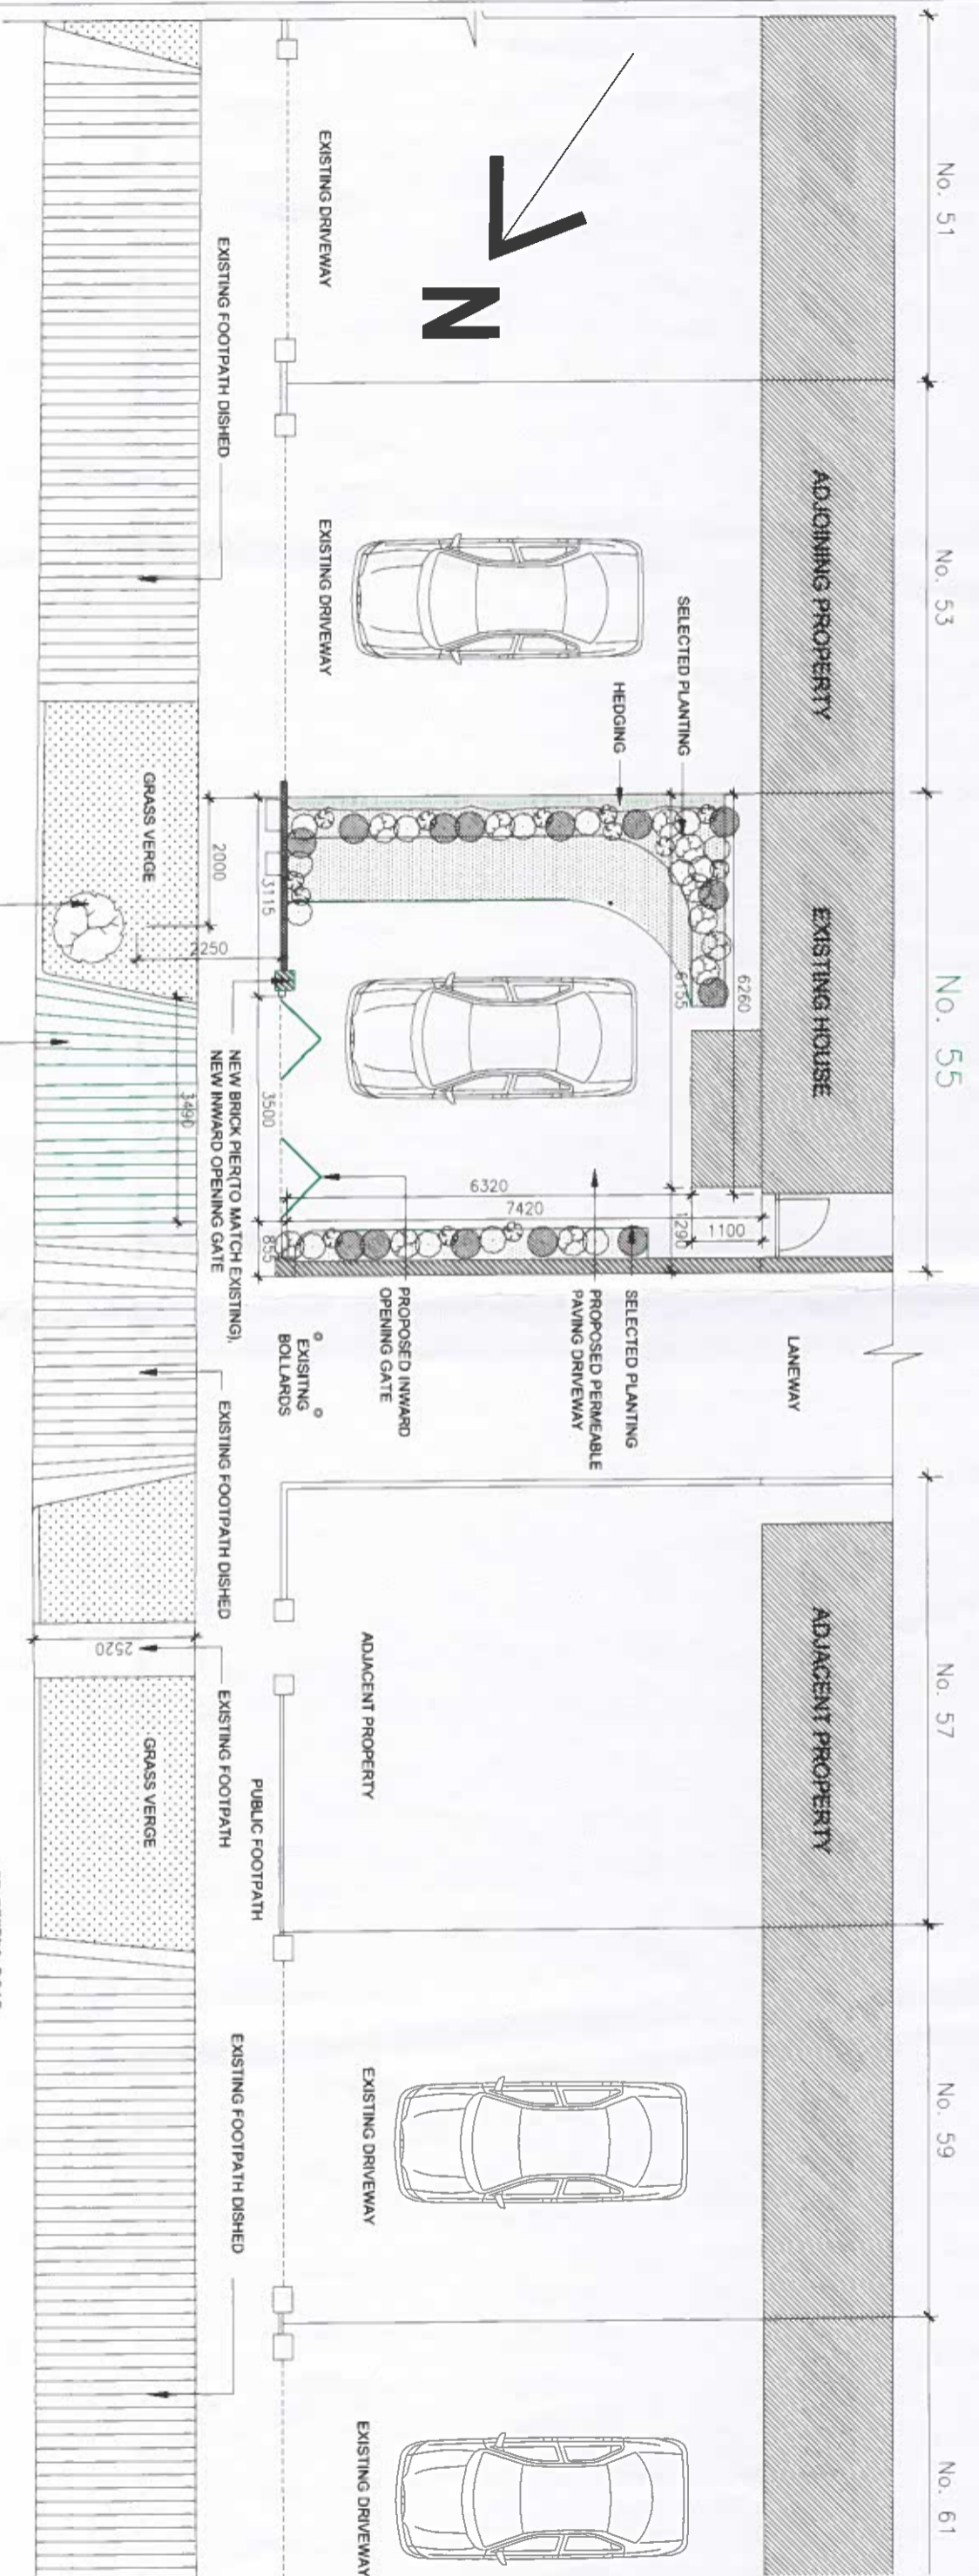 No. 51
No. 53
No. 55
No. 57
No. 59
No. 61
ADJOINING PROPERTY
EXISTING HOUSE
ADJACENT PROPERTY
LANEWAY
N
SELECTED PLANTING
HEDGING
6260
6155
1100
1290
7420
6320
SELECTED PLANTING
PROPOSED PERMEABLE
PAVING DRIVEWAY
PROPOSED INWARD
OPENING GATE
EXISITNG
BOLLARDS
EXISTING DRIVEWAY
EXISTING DRIVEWAY
ADJACENT PROPERTY
EXISTING DRIVEWAY
EXISTING DRIVEWAY
3115
3500
855
PUBLIC FOOTPATH
EXISTING FOOTPATH DISHED
2000
2250
NEW BRICK PIER(TO MATCH EXISTING),
NEW INWARD OPENING GATE
EXISTING FOOTPATH DISHED
EXISTING FOOTPATH
EXISTING FOOTPATH DISHED
3490
GRASS VERGE
2520
GRASS VERGE